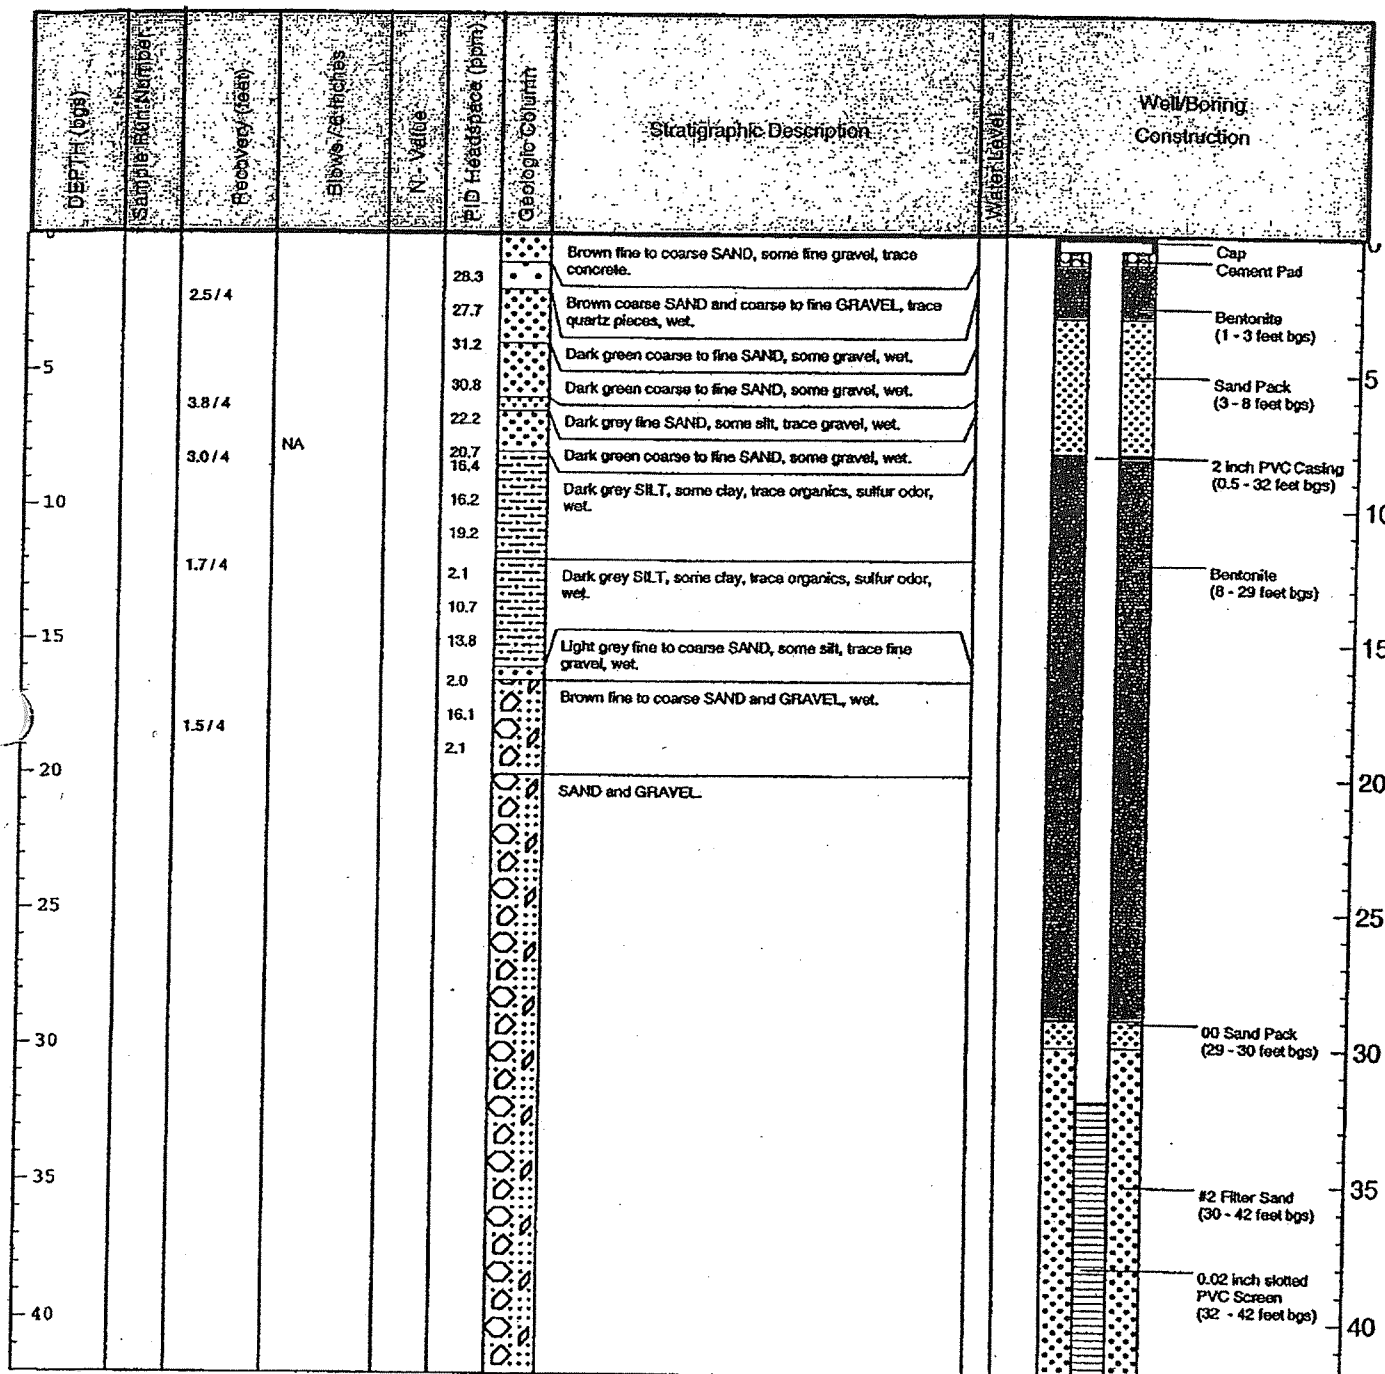 DEPTH (bgs)
Sample/Run Number
Recovery (feet)
Blows / 6 inches
N - Value
PID Headspace (ppm)
Geologic Column
Stratigraphic Description
Water Level
Well/Boring
Construction
0
5
10
15
20
25
30
35
40
2.5 / 4
3.8 / 4
3.0 / 4
1.7 / 4
1.5 / 4
NA
28.3
27.7
31.2
30.8
22.2
20.7
16.4
16.2
19.2
2.1
10.7
13.8
2.0
16.1
2.1
Brown fine to coarse SAND, some fine gravel, trace
concrete.
Brown coarse SAND and coarse to fine GRAVEL, trace
quartz pieces, wet.
Dark green coarse to fine SAND, some gravel, wet.
Dark green coarse to fine SAND, some gravel, wet.
Dark grey fine SAND, some silt, trace gravel, wet.
Dark green coarse to fine SAND, some gravel, wet.
Dark grey SILT, some clay, trace organics, sulfur odor,
wet.
Dark grey SILT, some clay, trace organics, sulfur odor,
wet.
Light grey fine to coarse SAND, some silt, trace fine
gravel, wet.
Brown fine to coarse SAND and GRAVEL, wet.
SAND and GRAVEL.
Cap
Cement Pad
Bentonite
(1 - 3 feet bgs)
Sand Pack
(3 - 8 feet bgs)
2 inch PVC Casing
(0.5 - 32 feet bgs)
Bentonite
(8 - 29 feet bgs)
00 Sand Pack
(29 - 30 feet bgs)
#2 Filter Sand
(30 - 42 feet bgs)
0.02 inch slotted
PVC Screen
(32 - 42 feet bgs)
0
5
10
15
20
25
30
35
40